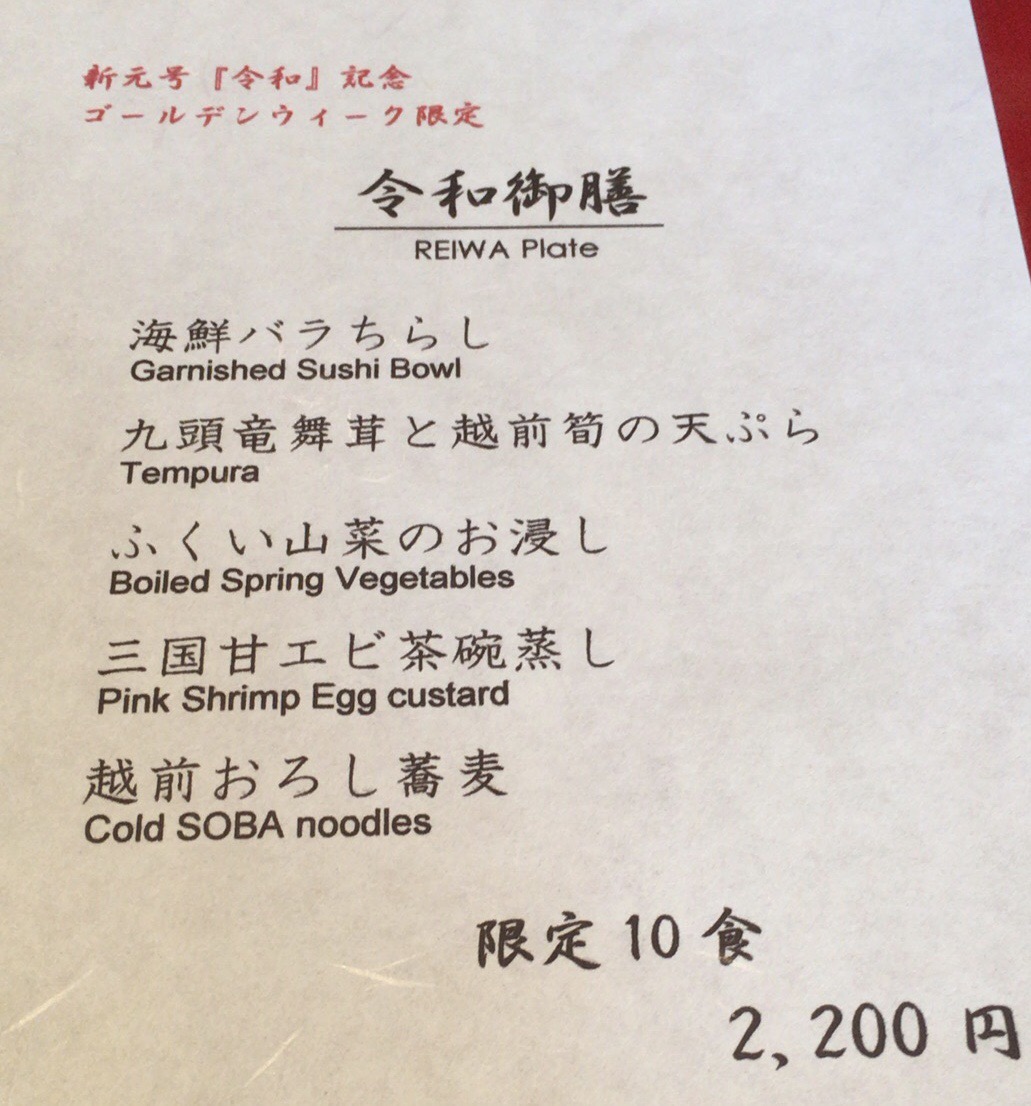 新元号『令和』記念
ゴールデンウィーク限定
令和御膳
REIWA Plate
海鮮バラちらし
Garnished Sushi Bowl
九頭竜舞茸と越前筍の天ぷら
Tempura
ふくい山菜のお浸し
Boiled Spring Vegetables
三国甘エビ茶碗蒸し
Pink Shrimp Egg custard
越前おろし蕎麦
Cold SOBA noodles
限定10食
2,200円